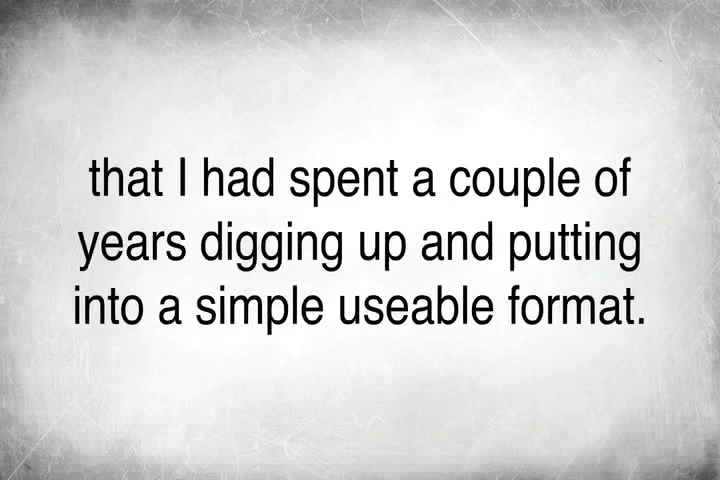 that I had spent a couple of
years digging up and putting
into a simple useable format.